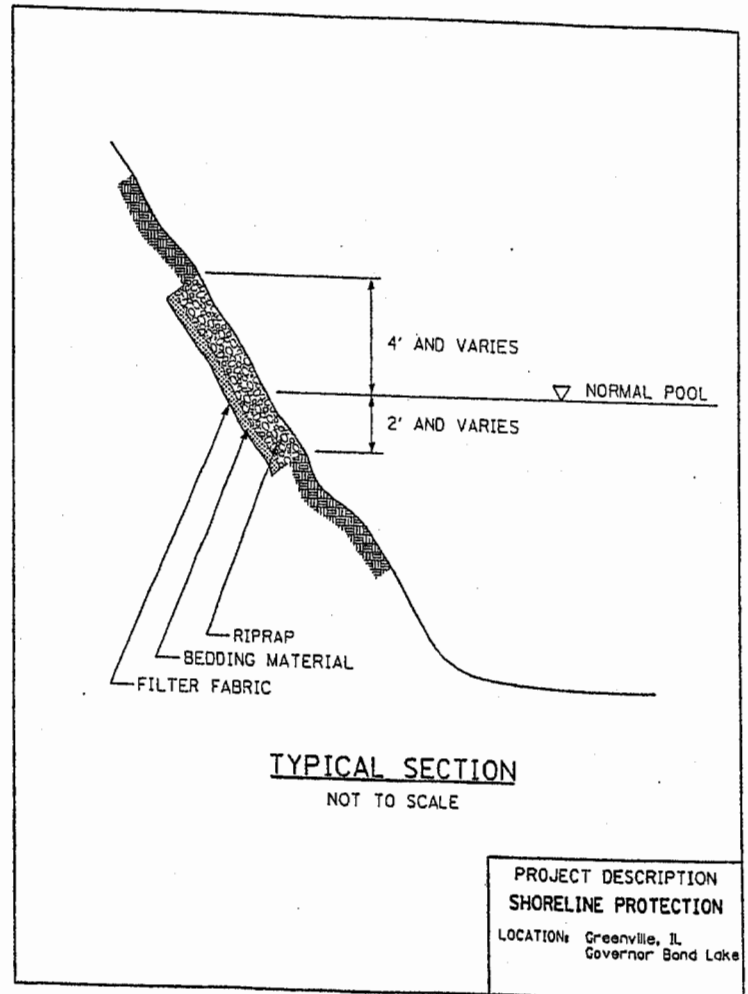 4' AND VARIES
NORMAL POOL
2' AND VARIES
RIPRAP
BEDDING MATERIAL
FILTER FABRIC
TYPICAL SECTION
NOT TO SCALE
PROJECT DESCRIPTION
SHORELINE PROTECTION
LOCATION: Greenville, IL
Governor Bond Lake